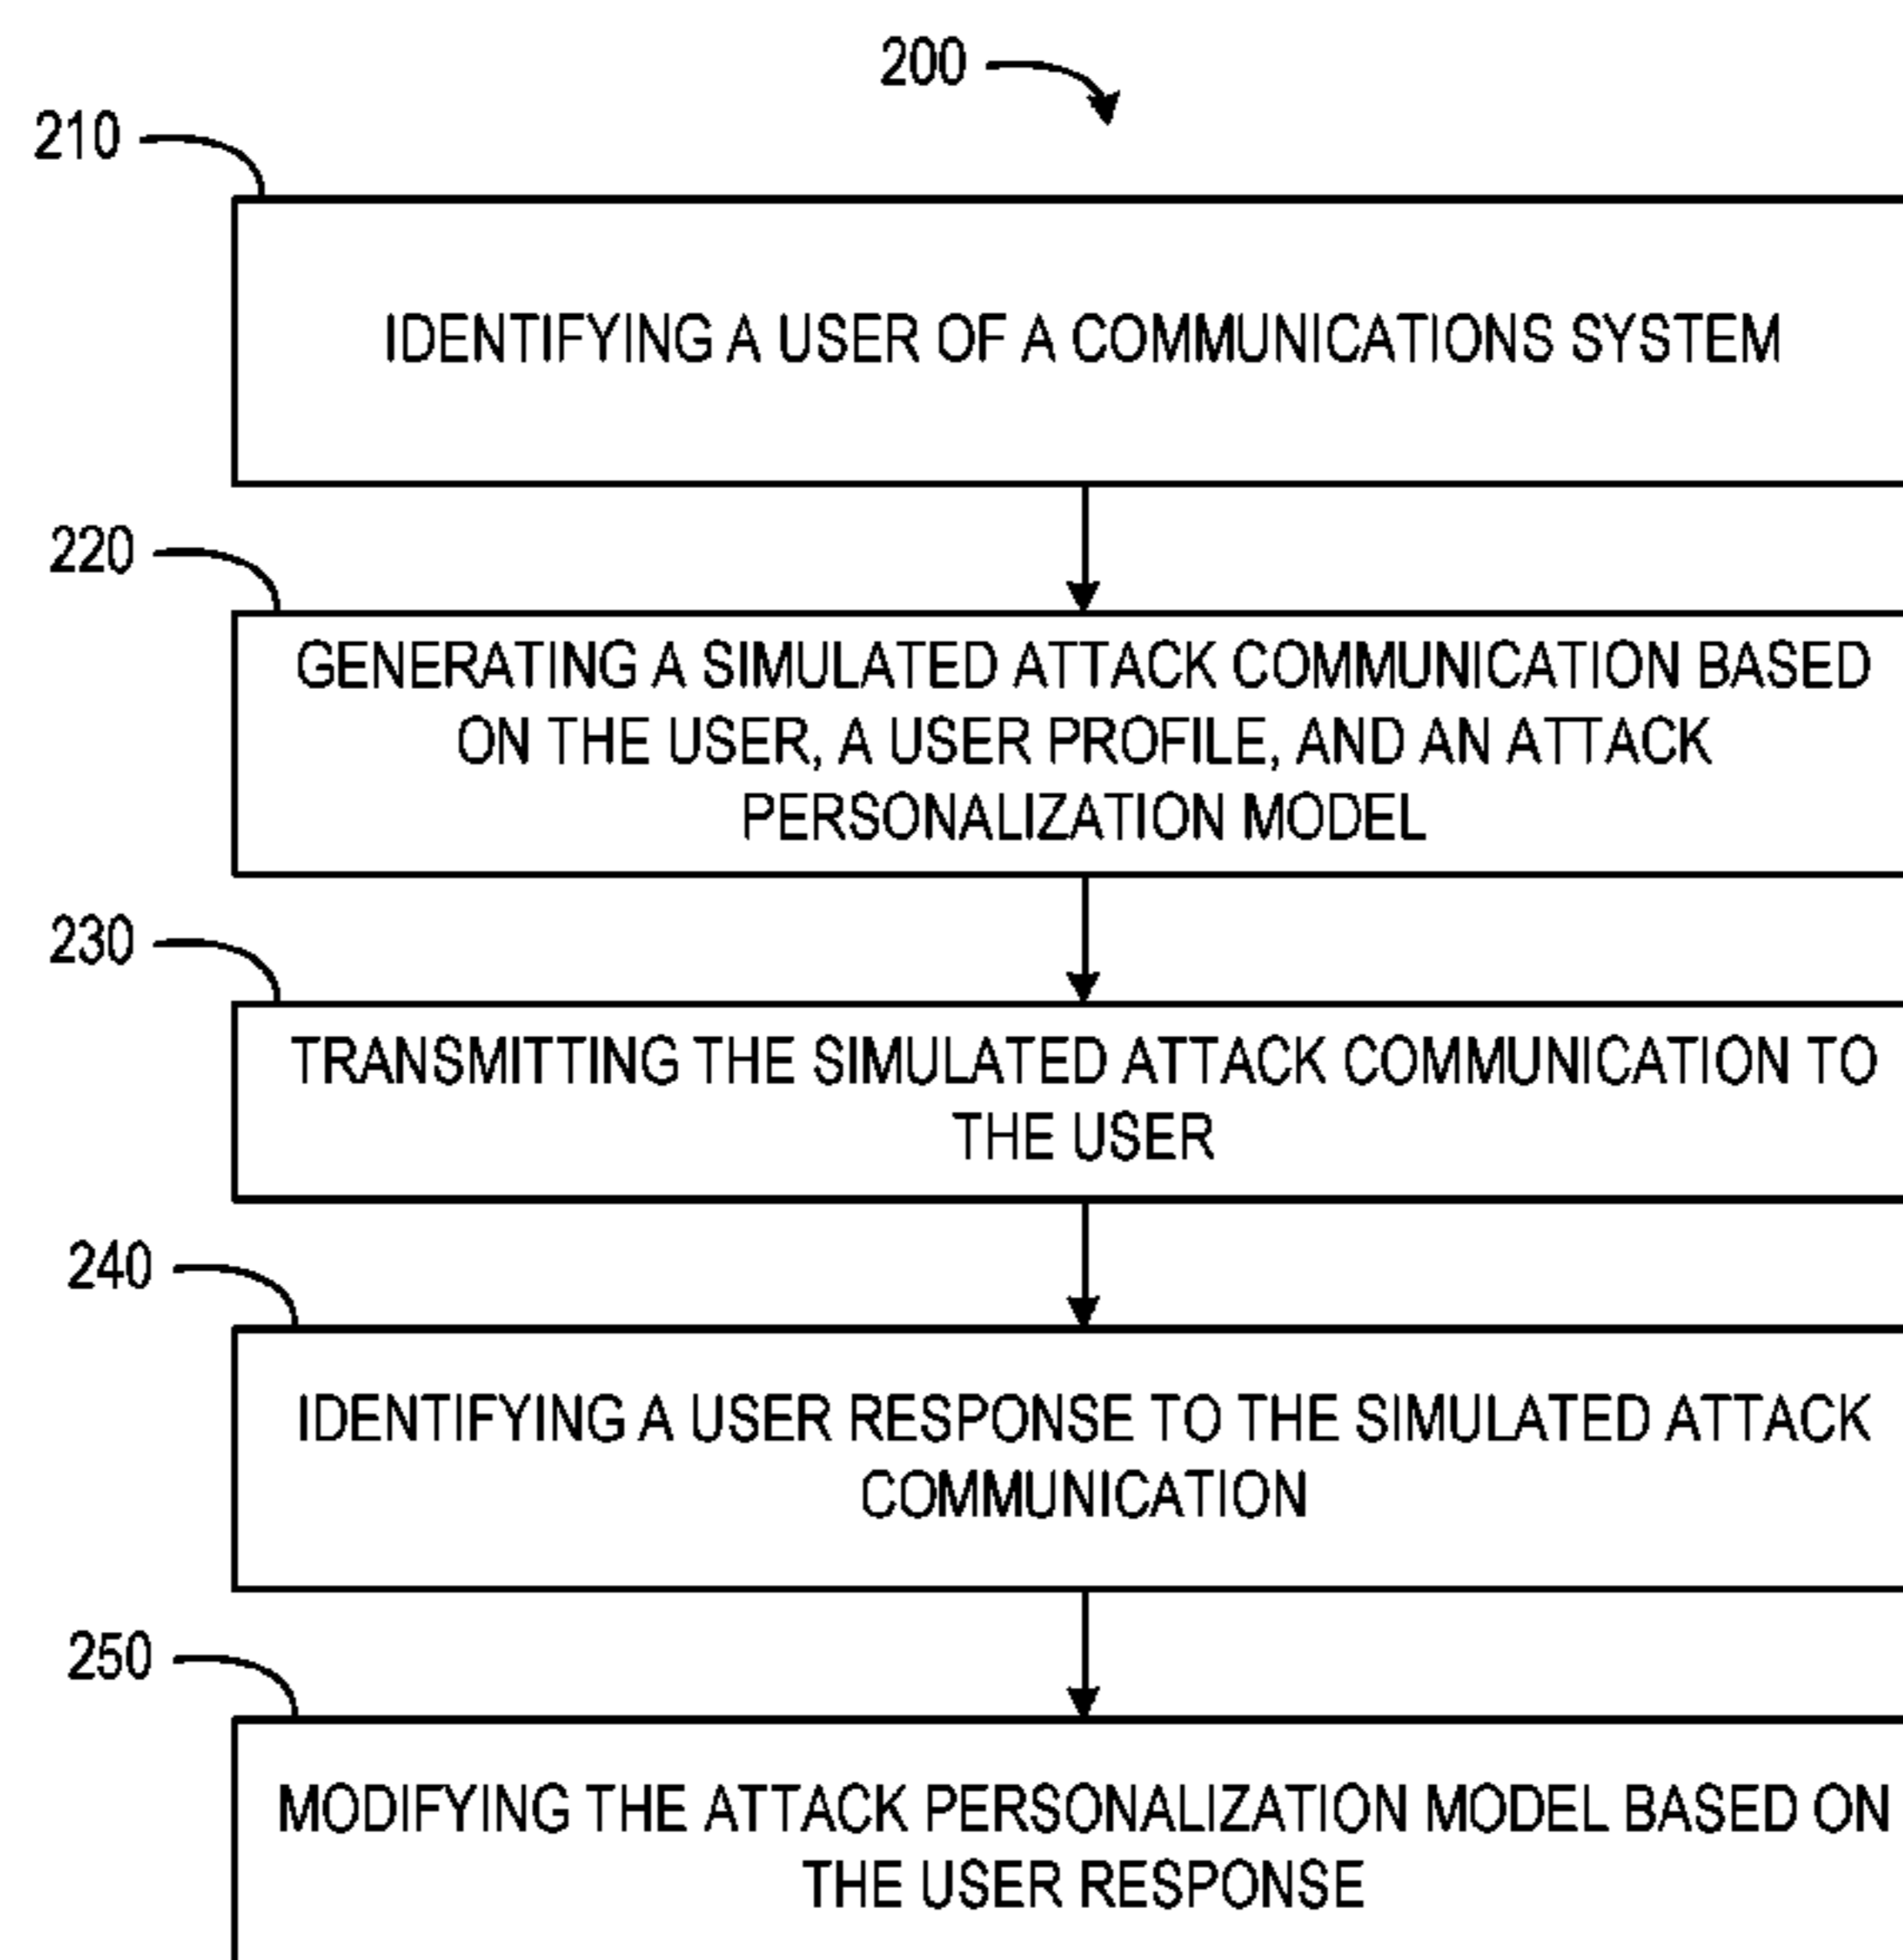 200
210
IDENTIFYING A USER OF A COMMUNICATIONS SYSTEM
220
GENERATING A SIMULATED ATTACK COMMUNICATION BASED
ON THE USER, A USER PROFILE, AND AN ATTACK
PERSONALIZATION MODEL
230
TRANSMITTING THE SIMULATED ATTACK COMMUNICATION TO
THE USER
240
IDENTIFYING A USER RESPONSE TO THE SIMULATED ATTACK
COMMUNICATION
250
MODIFYING THE ATTACK PERSONALIZATION MODEL BASED ON
THE USER RESPONSE